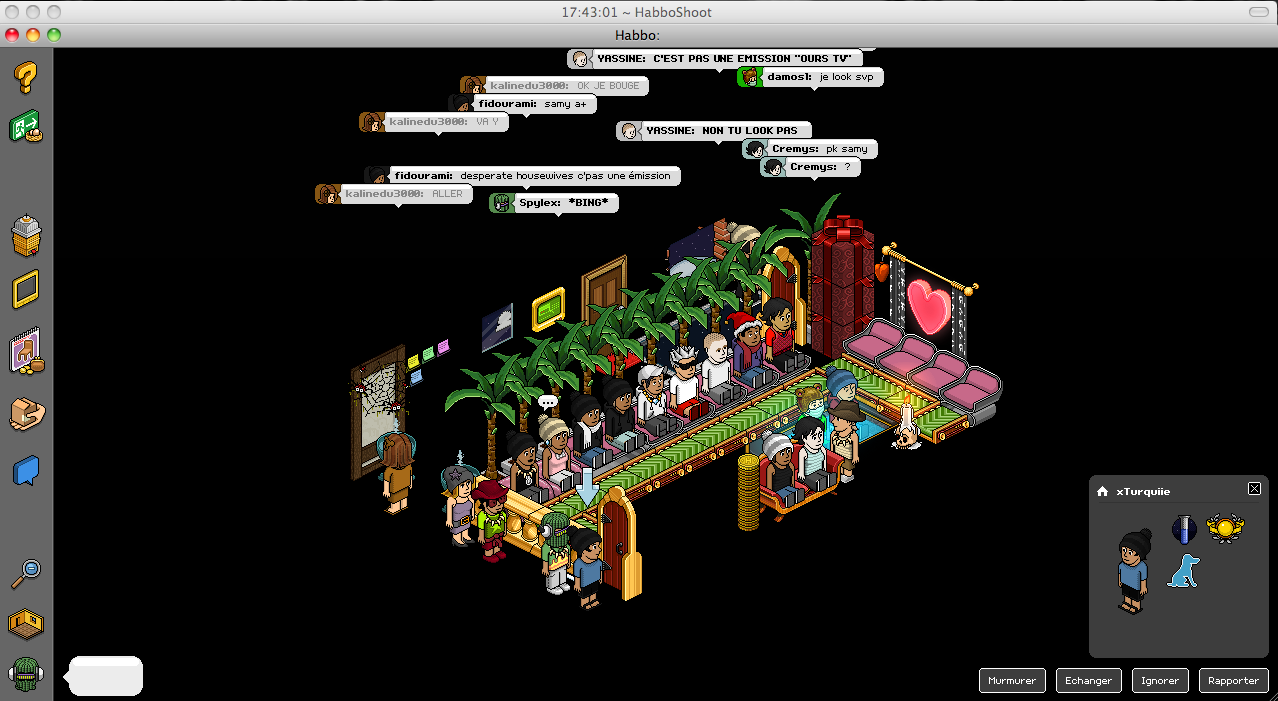 17:43:01 ~ HabboShoot
Habbo:
YASSINE: C'EST PAS UNE EMISSION "OURS TV"
damos1: je look svp
kalinedu3000: OK JE BOUGE
fidourami: samy a+
kalinedu3000: VA Y
YASSINE: NON TU LOOK PAS
Cremys: pk samy
Cremys: ?
fidourami: desperate housewives c'pas une émission
kalinedu3000: ALLER
Spylex: *BING*
...
xTurquiie
Murmurer
Echanger
Ignorer
Rapporter